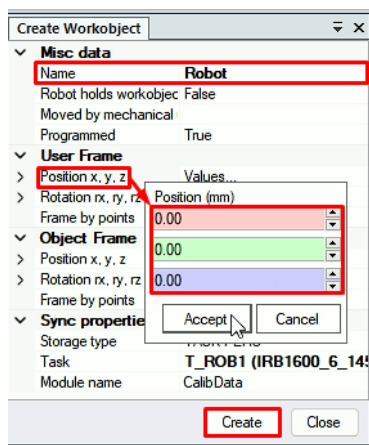 Create Workobject
Misc data
Name Robot
Robot holds workobjec False
Moved by mechanical
Programmed True
User Frame
Position x, y, z Values...
Rotation rx, ry, rz
Position (mm)
Frame by points
0.00
Object Frame
0.00
Position x, y, z
Rotation rx, ry, rz
0.00
Frame by points
Sync propertie
Accept Cancel
Storage type
Task T_ROB1 (IRB1600_6_145
Module name CalibData
Create Close